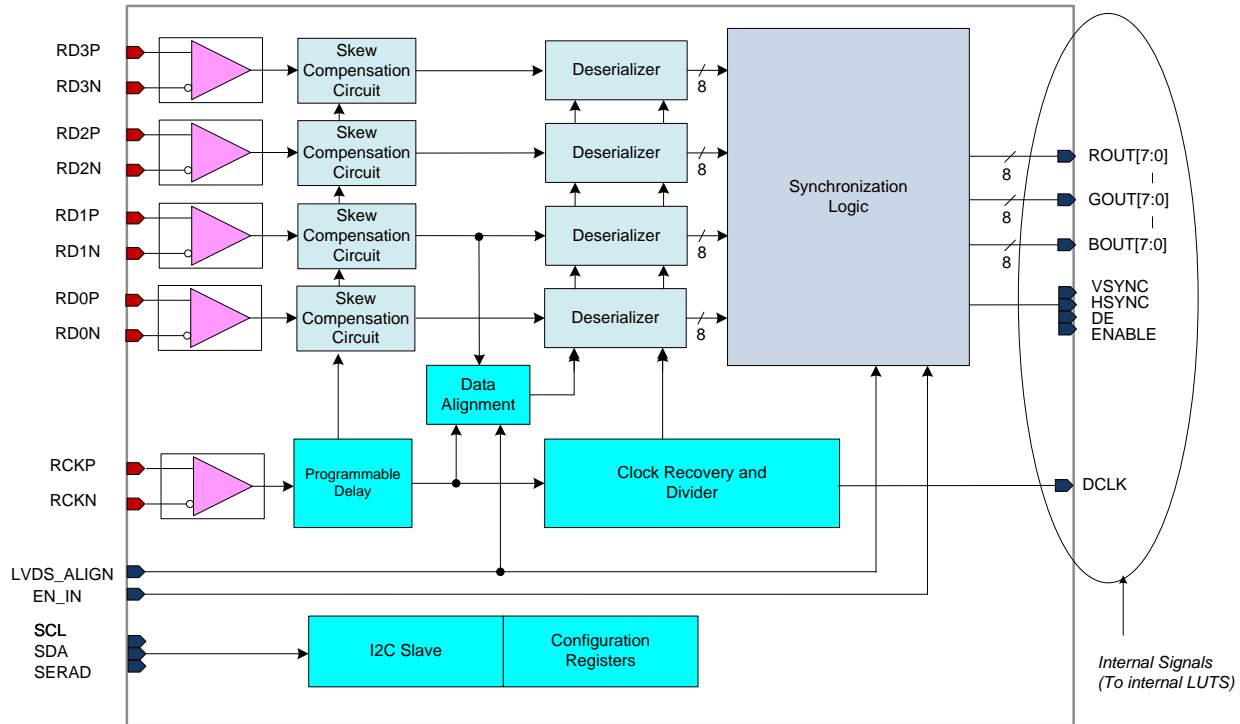 RD3P
RD3N
Skew
Compensation
Circuit
Deserializer
8
RD2P
RD2N
Skew
Compensation
Circuit
Deserializer
8
RD1P
RD1N
Skew
Compensation
Circuit
Deserializer
8
RD0P
RD0N
Skew
Compensation
Circuit
Deserializer
8
Synchronization
Logic
8
ROUT[7:0]
8
GOUT[7:0]
8
BOUT[7:0]
VSYNC
HSYNC
DE
ENABLE
Data
Alignment
RCKP
RCKN
Programmable
Delay
Clock Recovery and
Divider
DCLK
LVDS_ALIGN
EN_IN
SCL
SDA
SERAD
I2C Slave
Configuration
Registers
Internal Signals
(To internal LUTS)